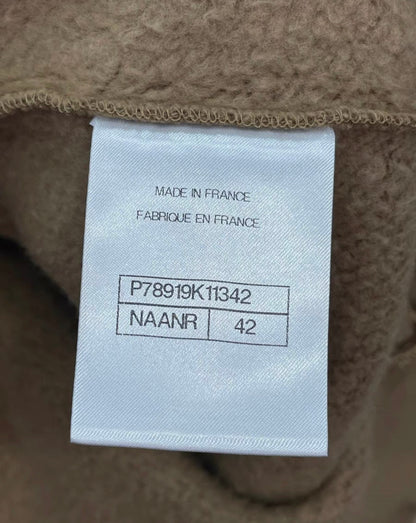 MADE IN FRANCE
FABRIQUE EN FRANCE
P78919K11342
NAANR 42